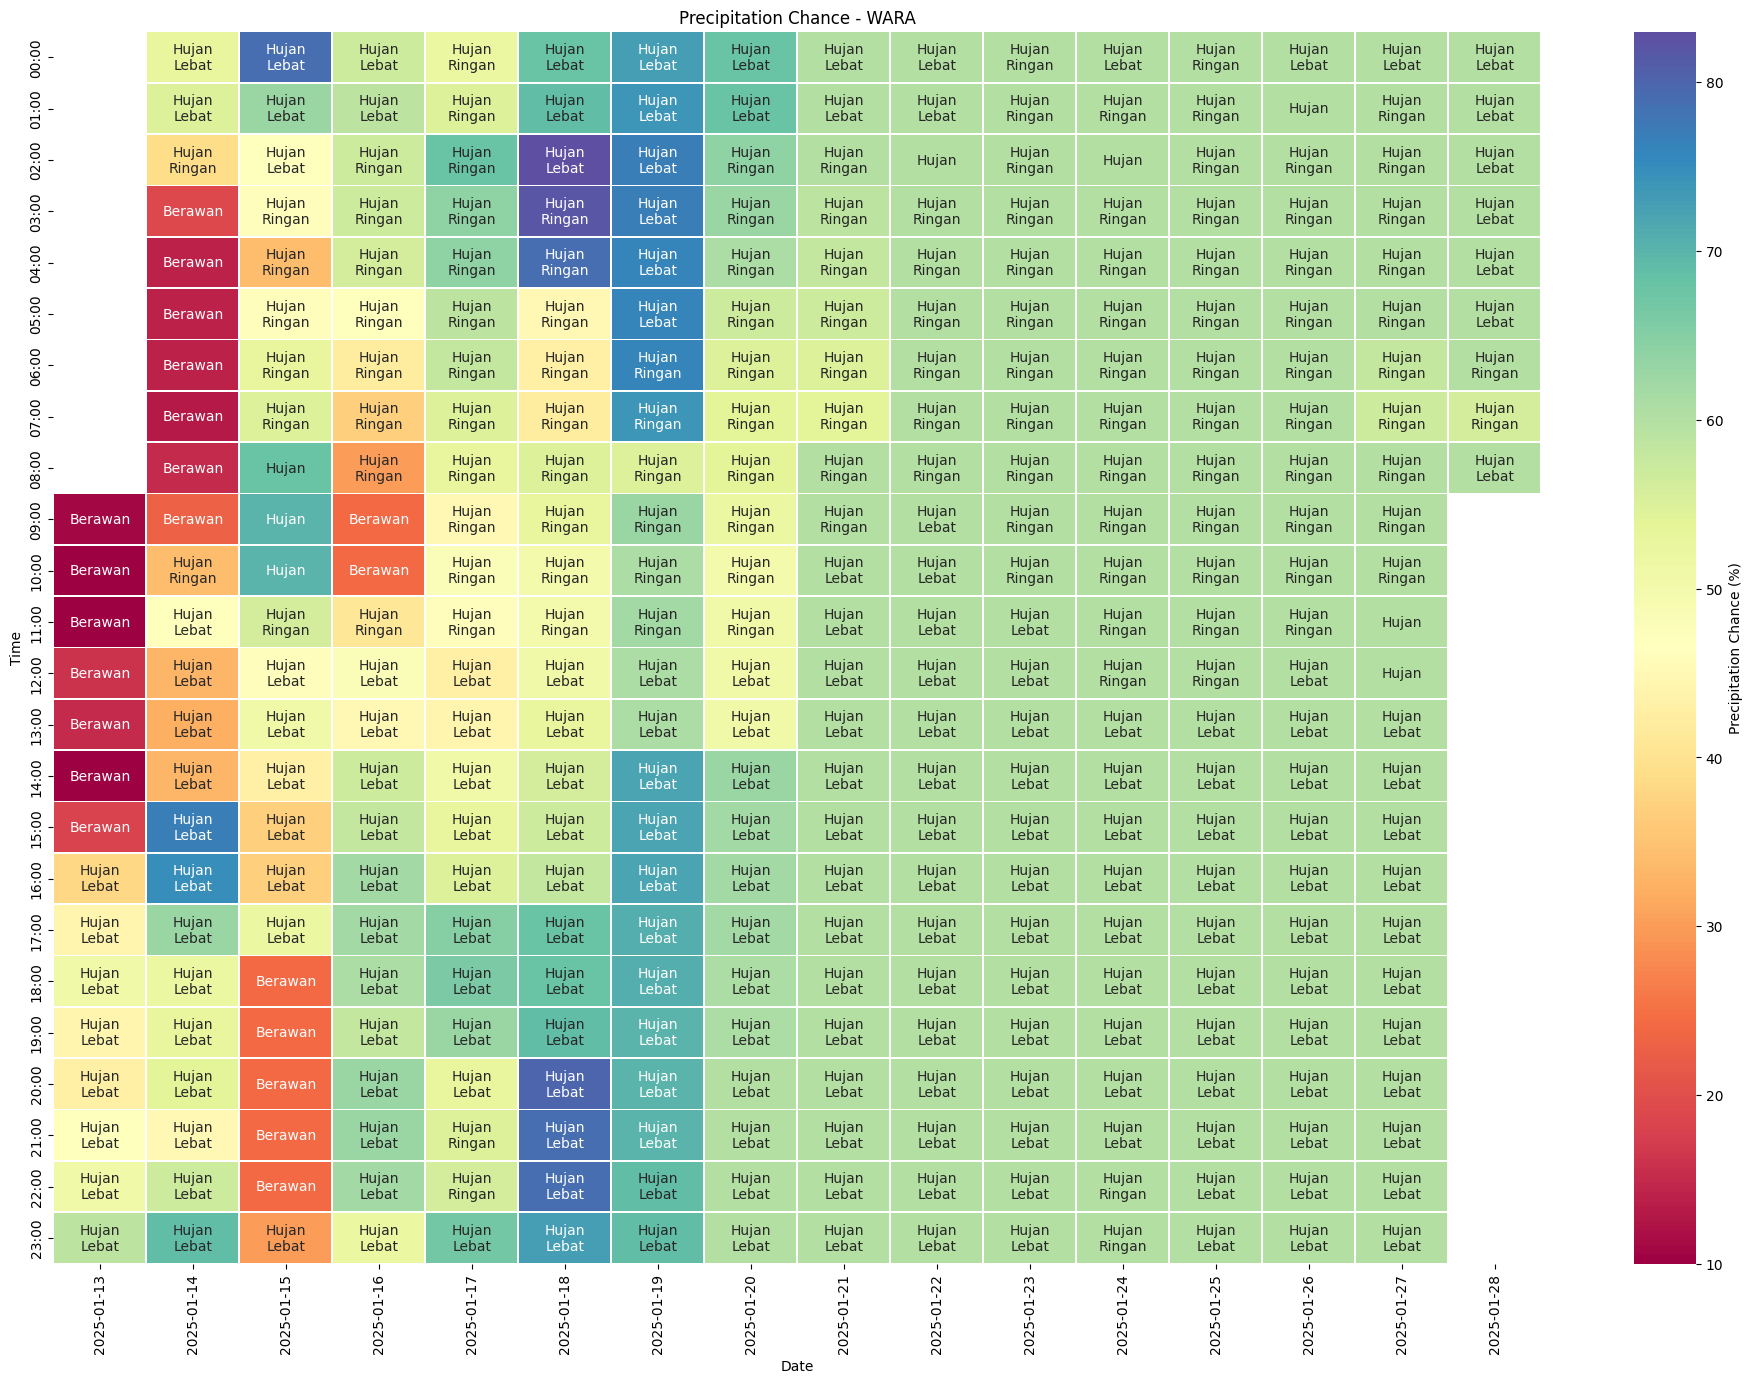 Precipitation Chance - WARA
00:00 Hujan Lebat Hujan Lebat Hujan Lebat Hujan Ringan Hujan Lebat Hujan Lebat Hujan Lebat Hujan Lebat Hujan Lebat Hujan Ringan Hujan Lebat Hujan Ringan Hujan Lebat Hujan Lebat Hujan Lebat
01:00 Hujan Lebat Hujan Lebat Hujan Lebat Hujan Ringan Hujan Lebat Hujan Lebat Hujan Lebat Hujan Lebat Hujan Lebat Hujan Ringan Hujan Ringan Hujan Ringan Hujan Hujan Ringan Hujan Lebat
02:00 Hujan Ringan Hujan Lebat Hujan Ringan Hujan Ringan Hujan Lebat Hujan Lebat Hujan Ringan Hujan Ringan Hujan Hujan Ringan Hujan Hujan Ringan Hujan Ringan Hujan Ringan Hujan Lebat
03:00 Berawan Hujan Ringan Hujan Ringan Hujan Ringan Hujan Ringan Hujan Lebat Hujan Ringan Hujan Ringan Hujan Ringan Hujan Ringan Hujan Ringan Hujan Ringan Hujan Ringan Hujan Ringan Hujan Lebat
04:00 Berawan Hujan Ringan Hujan Ringan Hujan Ringan Hujan Ringan Hujan Lebat Hujan Ringan Hujan Ringan Hujan Ringan Hujan Ringan Hujan Ringan Hujan Ringan Hujan Ringan Hujan Ringan Hujan Lebat
05:00 Berawan Hujan Ringan Hujan Ringan Hujan Ringan Hujan Ringan Hujan Lebat Hujan Ringan Hujan Ringan Hujan Ringan Hujan Ringan Hujan Ringan Hujan Ringan Hujan Ringan Hujan Ringan Hujan Lebat
06:00 Berawan Hujan Ringan Hujan Ringan Hujan Ringan Hujan Ringan Hujan Ringan Hujan Ringan Hujan Ringan Hujan Ringan Hujan Ringan Hujan Ringan Hujan Ringan Hujan Ringan Hujan Ringan Hujan Ringan
07:00 Berawan Hujan Ringan Hujan Ringan Hujan Ringan Hujan Ringan Hujan Ringan Hujan Ringan Hujan Ringan Hujan Ringan Hujan Ringan Hujan Ringan Hujan Ringan Hujan Ringan Hujan Ringan Hujan Ringan
08:00 Berawan Hujan Hujan Ringan Hujan Ringan Hujan Ringan Hujan Ringan Hujan Ringan Hujan Ringan Hujan Ringan Hujan Ringan Hujan Ringan Hujan Ringan Hujan Ringan Hujan Ringan Hujan Lebat
09:00 Berawan Berawan Hujan Berawan Hujan Ringan Hujan Ringan Hujan Ringan Hujan Ringan Hujan Ringan Hujan Lebat Hujan Ringan Hujan Ringan Hujan Ringan Hujan Ringan Hujan Ringan
10:00 Berawan Hujan Ringan Hujan Berawan Hujan Ringan Hujan Ringan Hujan Ringan Hujan Ringan Hujan Lebat Hujan Lebat Hujan Ringan Hujan Ringan Hujan Ringan Hujan Ringan Hujan Ringan
11:00 Berawan Hujan Lebat Hujan Ringan Hujan Ringan Hujan Ringan Hujan Ringan Hujan Ringan Hujan Ringan Hujan Lebat Hujan Lebat Hujan Lebat Hujan Ringan Hujan Ringan Hujan Ringan Hujan
12:00 Berawan Hujan Lebat Hujan Lebat Hujan Lebat Hujan Lebat Hujan Lebat Hujan Lebat Hujan Lebat Hujan Lebat Hujan Lebat Hujan Lebat Hujan Ringan Hujan Ringan Hujan Lebat Hujan
13:00 Berawan Hujan Lebat Hujan Lebat Hujan Lebat Hujan Lebat Hujan Lebat Hujan Lebat Hujan Lebat Hujan Lebat Hujan Lebat Hujan Lebat Hujan Lebat Hujan Lebat Hujan Lebat Hujan Lebat
14:00 Berawan Hujan Lebat Hujan Lebat Hujan Lebat Hujan Lebat Hujan Lebat Hujan Lebat Hujan Lebat Hujan Lebat Hujan Lebat Hujan Lebat Hujan Lebat Hujan Lebat Hujan Lebat Hujan Lebat
15:00 Berawan Hujan Lebat Hujan Lebat Hujan Lebat Hujan Lebat Hujan Lebat Hujan Lebat Hujan Lebat Hujan Lebat Hujan Lebat Hujan Lebat Hujan Lebat Hujan Lebat Hujan Lebat Hujan Lebat
16:00 Hujan Lebat Hujan Lebat Hujan Lebat Hujan Lebat Hujan Lebat Hujan Lebat Hujan Lebat Hujan Lebat Hujan Lebat Hujan Lebat Hujan Lebat Hujan Lebat Hujan Lebat Hujan Lebat Hujan Lebat
17:00 Hujan Lebat Hujan Lebat Hujan Lebat Hujan Lebat Hujan Lebat Hujan Lebat Hujan Lebat Hujan Lebat Hujan Lebat Hujan Lebat Hujan Lebat Hujan Lebat Hujan Lebat Hujan Lebat Hujan Lebat
18:00 Hujan Lebat Hujan Lebat Berawan Hujan Lebat Hujan Lebat Hujan Lebat Hujan Lebat Hujan Lebat Hujan Lebat Hujan Lebat Hujan Lebat Hujan Lebat Hujan Lebat Hujan Lebat Hujan Lebat
19:00 Hujan Lebat Hujan Lebat Berawan Hujan Lebat Hujan Lebat Hujan Lebat Hujan Lebat Hujan Lebat Hujan Lebat Hujan Lebat Hujan Lebat Hujan Lebat Hujan Lebat Hujan Lebat Hujan Lebat
20:00 Hujan Lebat Hujan Lebat Berawan Hujan Lebat Hujan Lebat Hujan Lebat Hujan Lebat Hujan Lebat Hujan Lebat Hujan Lebat Hujan Lebat Hujan Lebat Hujan Lebat Hujan Lebat Hujan Lebat
21:00 Hujan Lebat Hujan Lebat Berawan Hujan Lebat Hujan Ringan Hujan Lebat Hujan Lebat Hujan Lebat Hujan Lebat Hujan Lebat Hujan Lebat Hujan Lebat Hujan Lebat Hujan Lebat Hujan Lebat
22:00 Hujan Lebat Hujan Lebat Berawan Hujan Lebat Hujan Ringan Hujan Lebat Hujan Lebat Hujan Lebat Hujan Lebat Hujan Lebat Hujan Lebat Hujan Ringan Hujan Lebat Hujan Lebat Hujan Lebat
23:00 Hujan Lebat Hujan Lebat Hujan Lebat Hujan Lebat Hujan Lebat Hujan Lebat Hujan Lebat Hujan Lebat Hujan Lebat Hujan Lebat Hujan Lebat Hujan Ringan Hujan Lebat Hujan Lebat Hujan Lebat
Time
2025-01-13 2025-01-14 2025-01-15 2025-01-16 2025-01-17 2025-01-18 2025-01-19 2025-01-20 2025-01-21 2025-01-22 2025-01-23 2025-01-24 2025-01-25 2025-01-26 2025-01-27 2025-01-28
Date
80
70
60
50
40
30
20
10
Precipitation Chance (%)